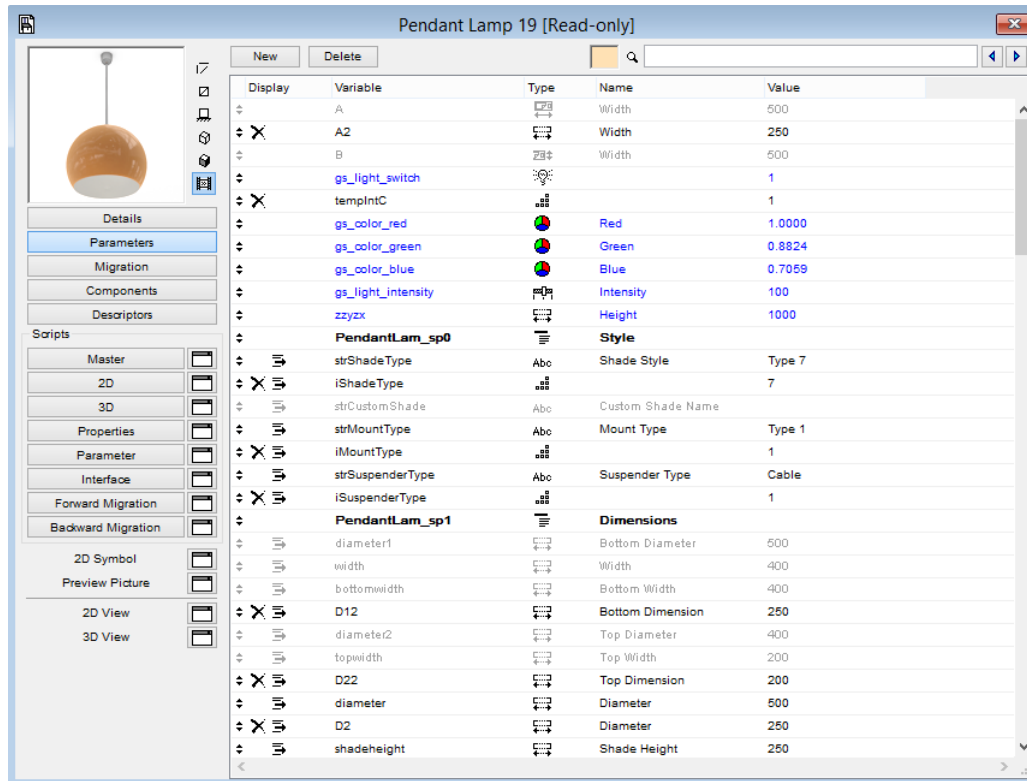 Pendant Lamp 19 [Read-only]
New Delete
Display Variable Type Name Value
A Width 500
A2 Width 250
B Width 500
gs_light_switch 1
tempIntC 1
gs_color_red Red 1.0000
gs_color_green Green 0.8824
gs_color_blue Blue 0.7059
gs_light_intensity Intensity 100
zzyzx Height 1000
PendantLam_sp0 Style
strShadeType Abc Shade Style Type 7
iShadeType 7
strCustomShade Abc Custom Shade Name
strMountType Abc Mount Type Type 1
iMountType 1
strSuspenderType Abc Suspender Type Cable
iSuspenderType 1
PendantLam_sp1 Dimensions
diameter1 Bottom Diameter 500
width Width 400
bottomwidth Bottom Width 400
D12 Bottom Dimension 250
diameter2 Top Diameter 400
topwidth Top Width 200
D22 Top Dimension 200
diameter Diameter 500
D2 Diameter 250
shadeheight Shade Height 250
Details
Parameters
Migration
Components
Descriptors
Scripts
Master
2D
3D
Properties
Parameter
Interface
Forward Migration
Backward Migration
2D Symbol
Preview Picture
2D View
3D View